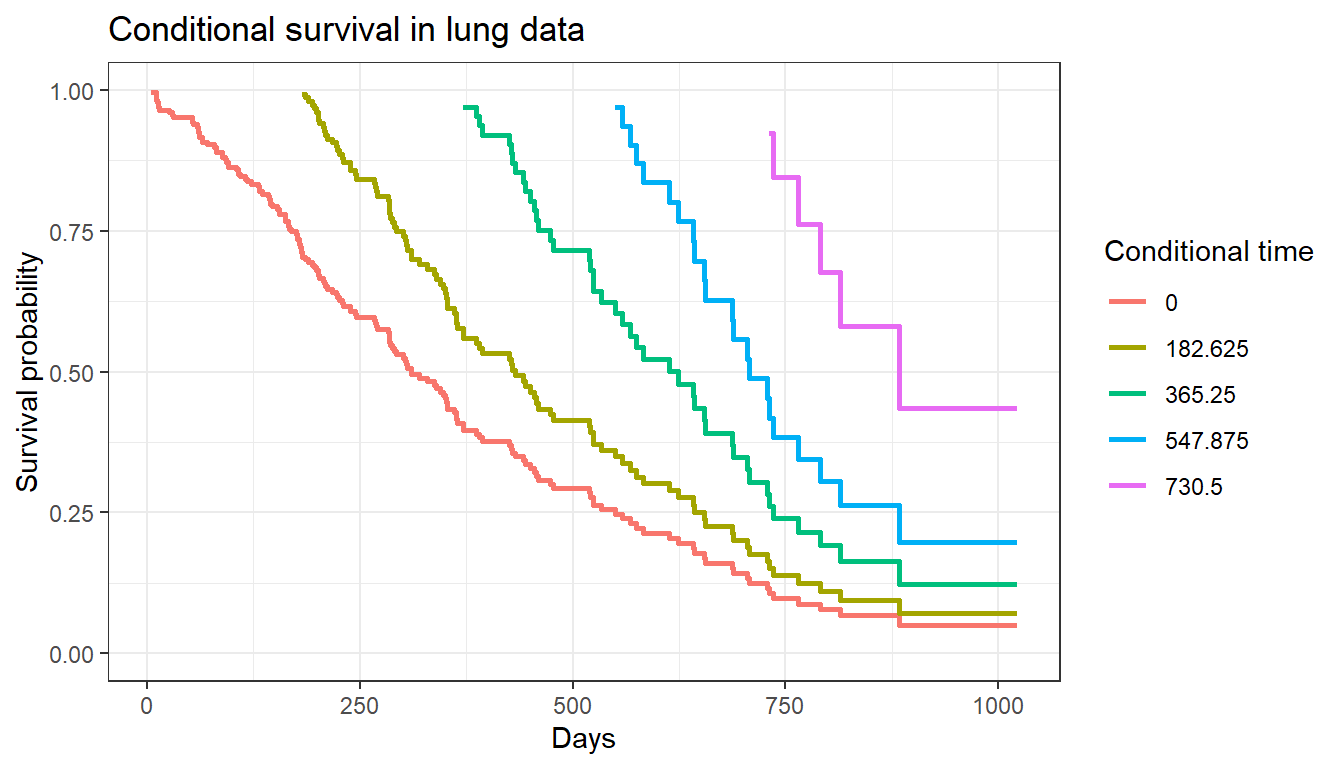 Conditional survival in lung data
Survival probability
1.00
0.75
0.50
0.25
0.00
0 250 500 750 1000
Days
Conditional time
0
182.625
365.25
547.875
730.5